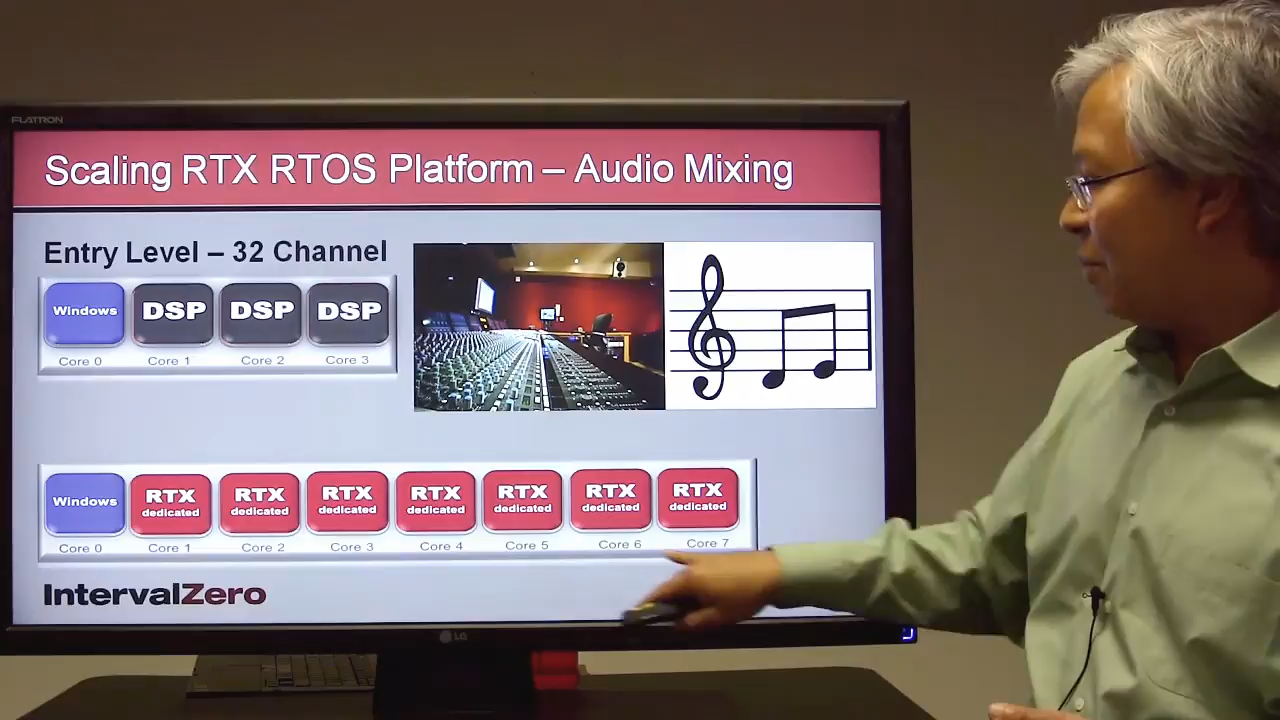 FLATRON
Scaling RTX RTOS Platform – Audio Mixing
Entry Level – 32 Channel
Windows DSP DSP DSP
Core 0 Core 1 Core 2 Core 3
Windows RTX dedicated RTX dedicated RTX dedicated RTX dedicated RTX dedicated RTX dedicated RTX dedicated
Core 0 Core 1 Core 2 Core 3 Core 4 Core 5 Core 6 Core 7
IntervalZero
LG